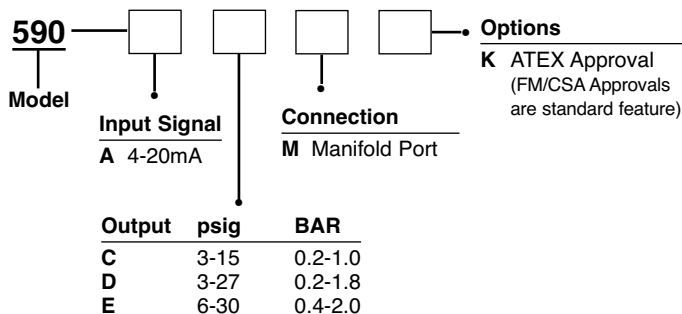 590
Model
Input Signal
A 4-20mA
Output psig BAR
C 3-15 0.2-1.0
D 3-27 0.2-1.8
E 6-30 0.4-2.0
Connection
M Manifold Port
Options
K ATEX Approval
(FM/CSA Approvals
are standard feature)